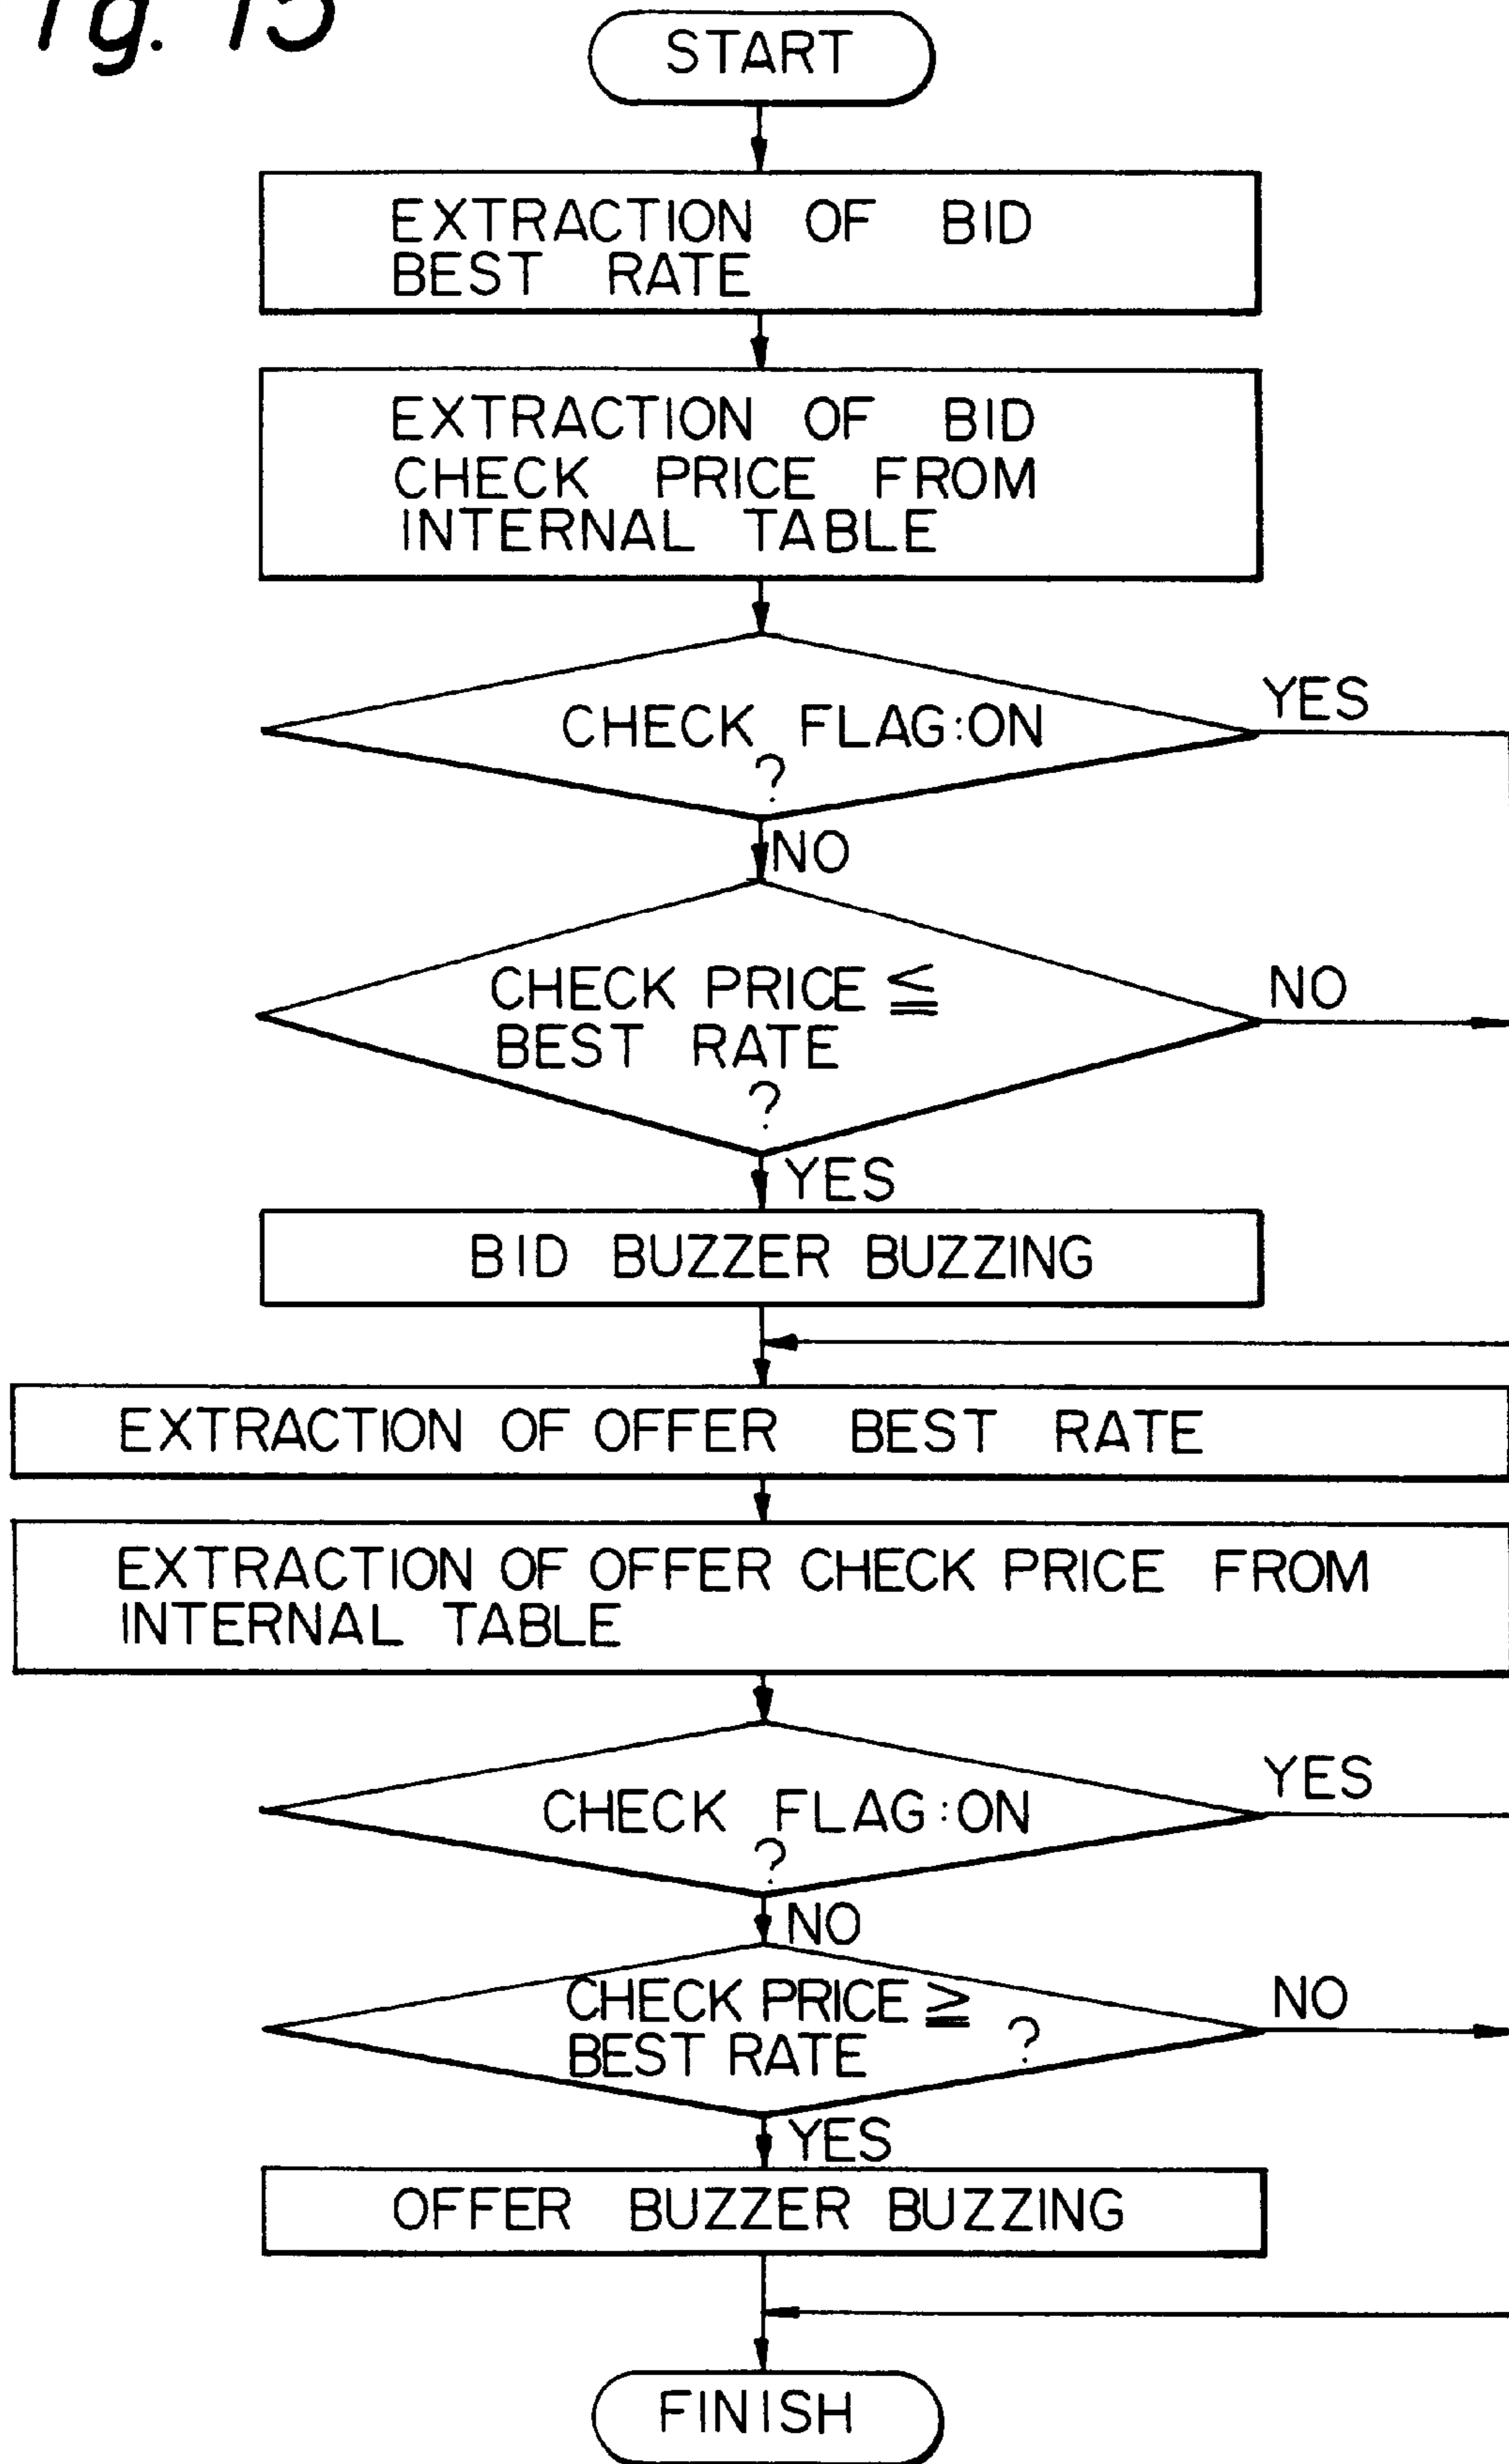 ig. 15
START
EXTRACTION OF BID
BEST RATE
EXTRACTION OF BID
CHECK PRICE FROM
INTERNAL TABLE
CHECK FLAG:ON
?
YES
NO
CHECK PRICE ≦
BEST RATE
?
NO
YES
BID BUZZER BUZZING
EXTRACTION OF OFFER BEST RATE
EXTRACTION OF OFFER CHECK PRICE FROM
INTERNAL TABLE
CHECK FLAG:ON
?
YES
NO
CHECK PRICE ≧
BEST RATE ?
NO
YES
OFFER BUZZER BUZZING
FINISH